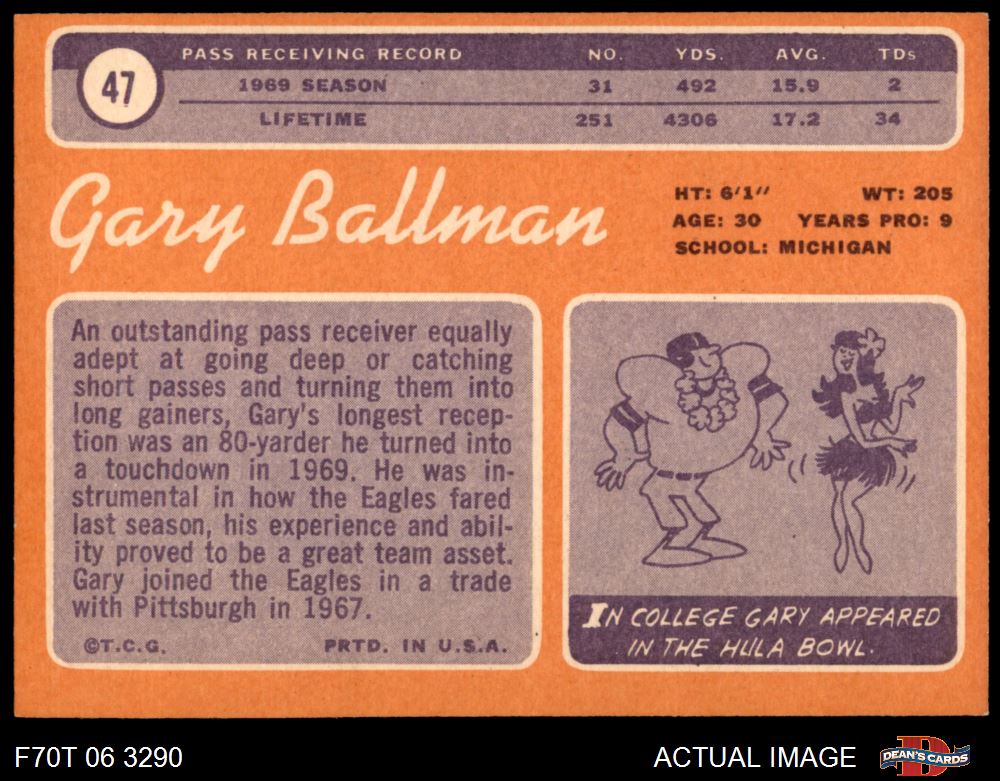 47
PASS RECEIVING RECORD NO. YDS. AVG. TDs
1969 SEASON 31 492 15.9 2
LIFETIME 251 4306 17.2 34
Gary Ballman
HT: 6'1" WT: 205
AGE: 30 YEARS PRO: 9
SCHOOL: MICHIGAN
An outstanding pass receiver equally
adept at going deep or catching
short passes and turning them into
long gainers, Gary's longest recep-
tion was an 80-yarder he turned into
a touchdown in 1969. He was in-
strumental in how the Eagles fared
last season, his experience and abil-
ity proved to be a great team asset.
Gary joined the Eagles in a trade
with Pittsburgh in 1967.
©T.C.G. PRTD. IN U.S.A.
IN COLLEGE GARY APPEARED
IN THE HULA BOWL.
F70T 06 3290
ACTUAL IMAGE
DEAN'S CARDS